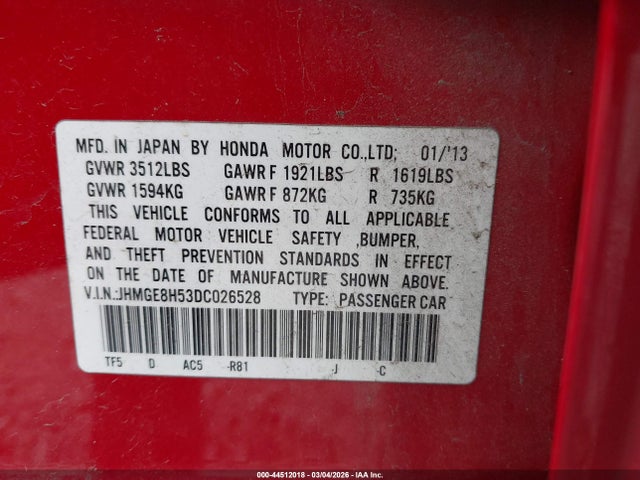 MFD. IN JAPAN BY HONDA MOTOR CO.,LTD; 01/'13
GVWR 3512LBS GAWR F 1921LBS R 1619LBS
GVWR 1594KG GAWR F 872KG R 735KG
THIS VEHICLE CONFORMS TO ALL APPLICABLE
FEDERAL MOTOR VEHICLE SAFETY ,BUMPER,
AND THEFT PREVENTION STANDARDS IN EFFECT
ON THE DATE OF MANUFACTURE SHOWN ABOVE.
V.I.N.:JHMGE8H53DC026528 TYPE: PASSENGER CAR
TF5 D AC5 -R81 -J -C
000-44512018 - 03/04/2026 - IAA Inc.